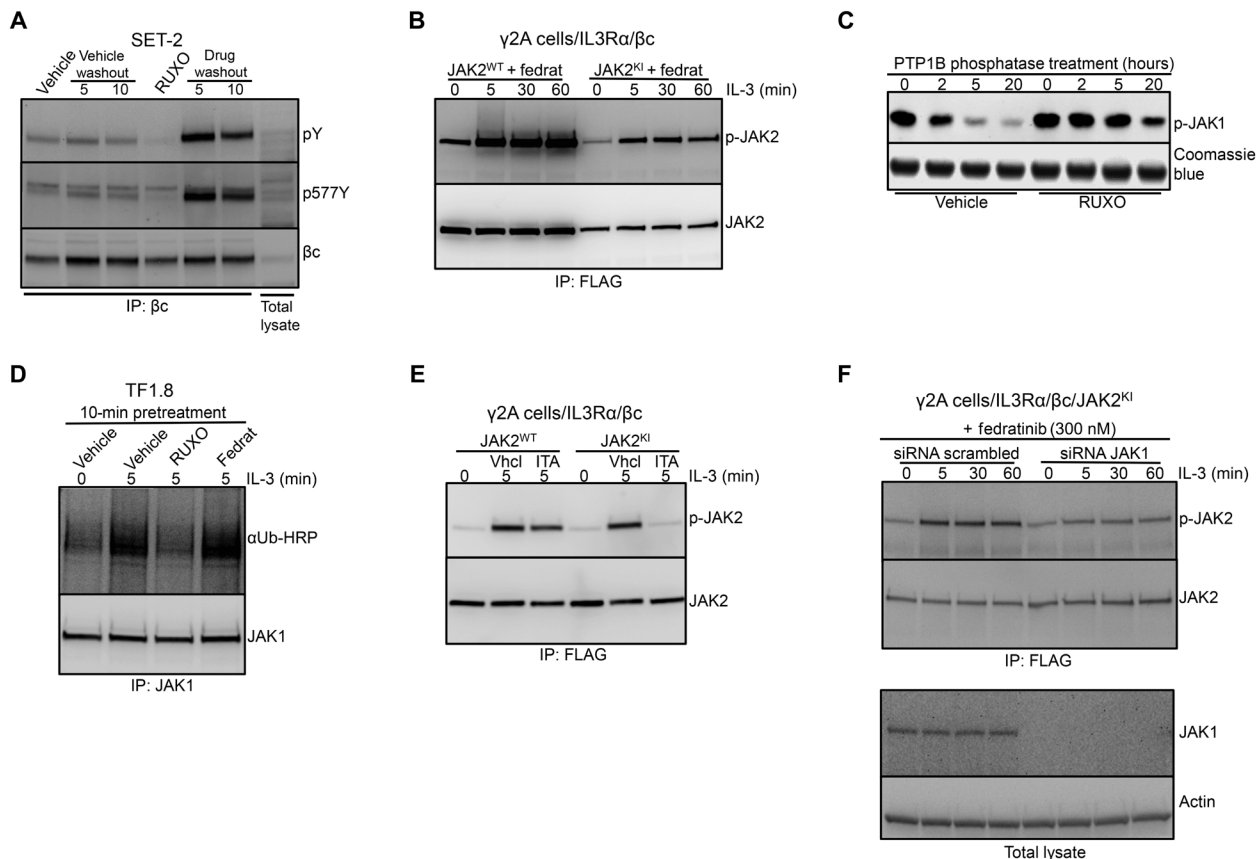 A
SET-2
Vehicle
Vehicle washout
RUXO
Drug washout
5 10 5 10
pY
p577Y
βc
IP: βc
Total lysate
B
γ2A cells/IL3Rα/βc
JAK2WT + fedrat JAK2KI + fedrat
0 5 30 60 0 5 30 60 IL-3 (min)
p-JAK2
JAK2
IP: FLAG
C
PTP1B phosphatase treatment (hours)
0 2 5 20 0 2 5 20
p-JAK1
Coomassie
blue
Vehicle RUXO
D
TF1.8
10-min pretreatment
Vehicle Vehicle RUXO Fedrat
0 5 5 5 IL-3 (min)
αUb-HRP
JAK1
IP: JAK1
E
γ2A cells/IL3Rα/βc
JAK2WT JAK2KI
Vhcl ITA Vhcl ITA
0 5 5 0 5 5 IL-3 (min)
p-JAK2
JAK2
IP: FLAG
F
γ2A cells/IL3Rα/βc/JAK2KI
+ fedratinib (300 nM)
siRNA scrambled siRNA JAK1
0 5 30 60 0 5 30 60 IL-3 (min)
p-JAK2
JAK2
IP: FLAG
JAK1
Actin
Total lysate